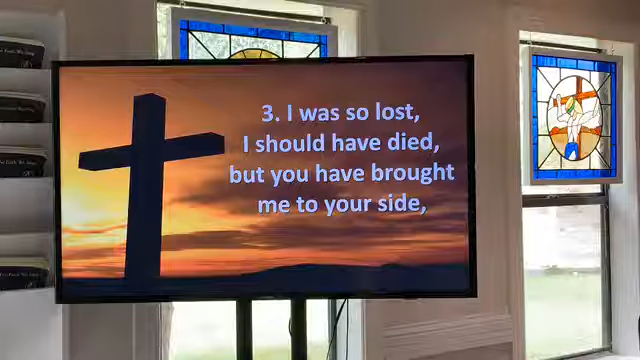 3. I was so lost,
I should have died,
but you have brought
me to your side,